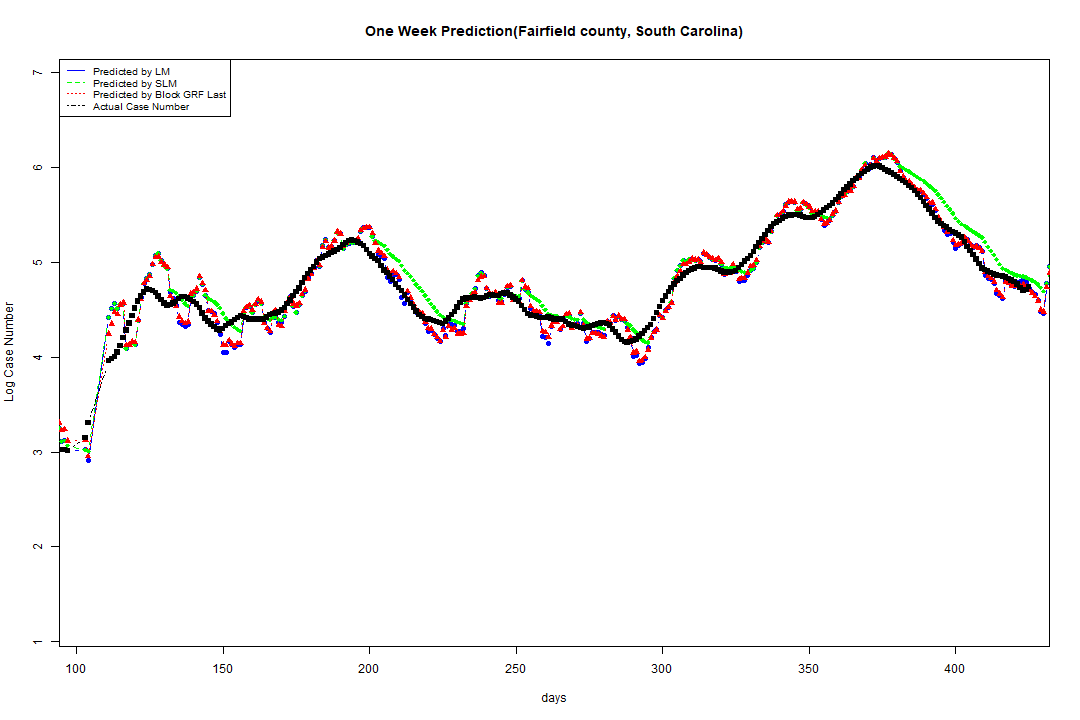 One Week Prediction(Fairfield county, South Carolina)
Predicted by LM
Predicted by SLM
Predicted by Block GRF Last
Actual Case Number
7
6
5
4
3
2
1
Log Case Number
100 150 200 250 300 350 400
days